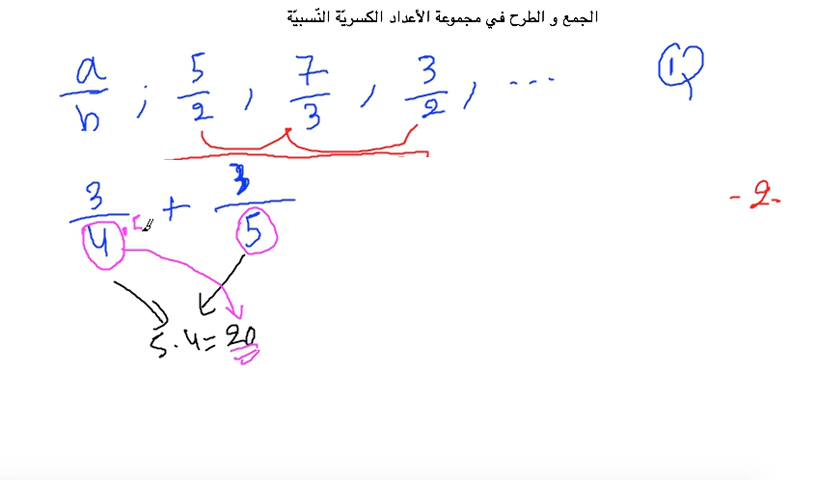 الجمع و الطرح في مجموعة الأعداد الكسريّة النّسبيّة
a/b ; 5/2 , 7/3 , 3/2 , ... Q
3/4 .5 + 3/5
- 2 -
5 . 4 = 20